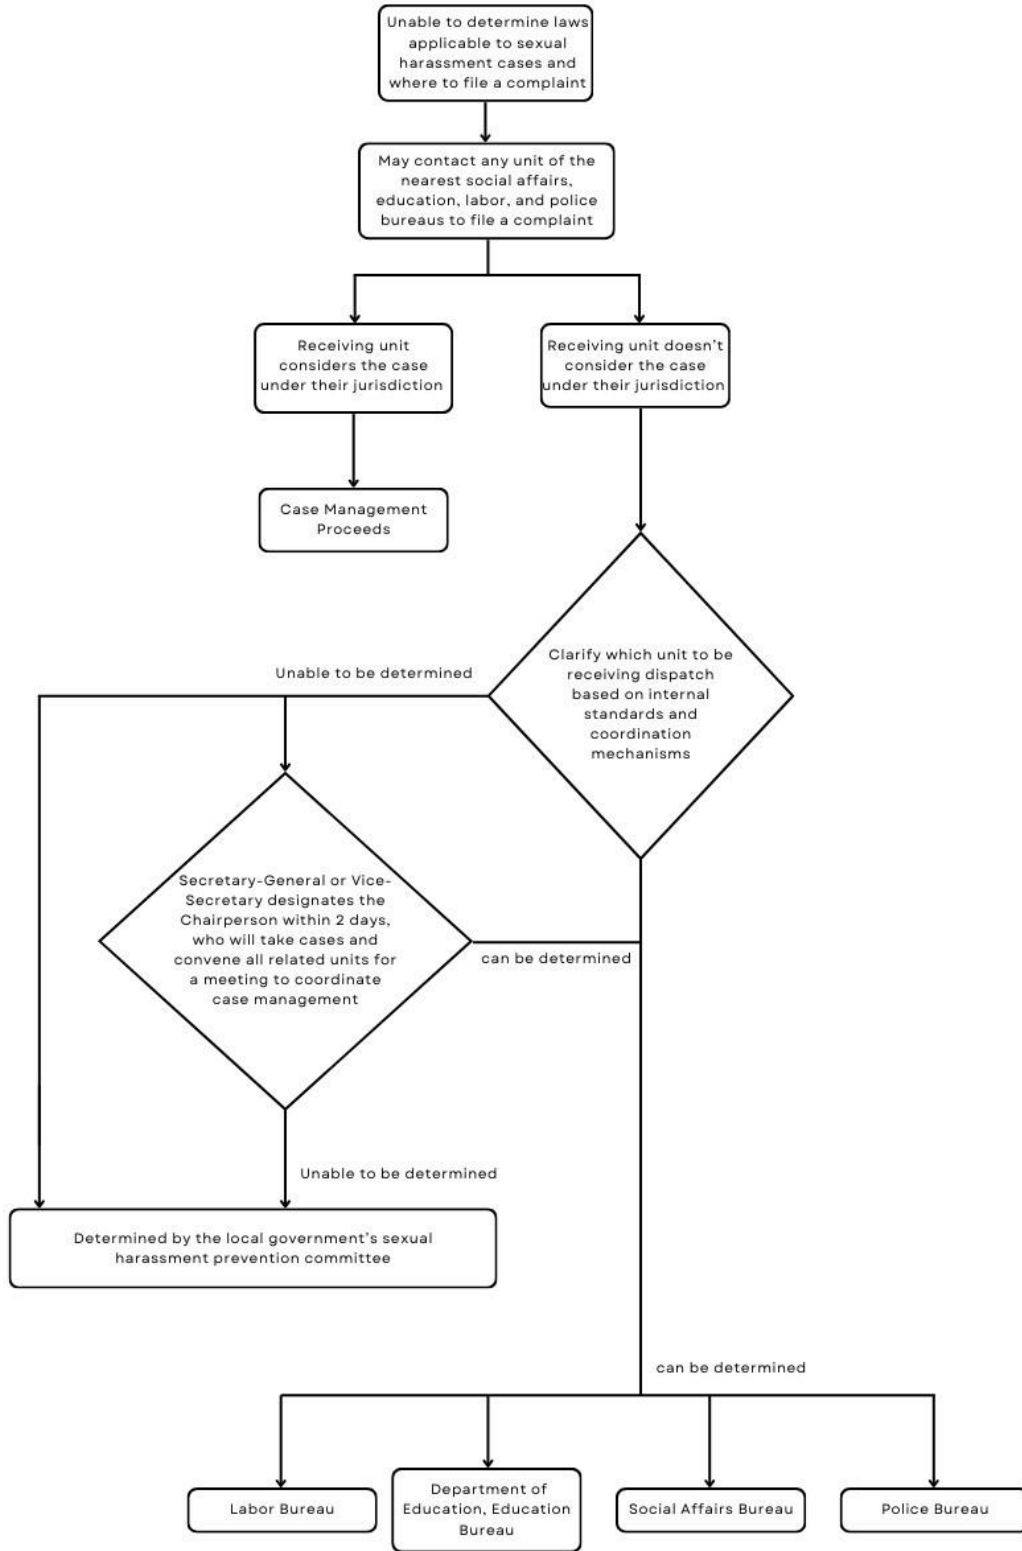 Unable to determine laws
applicable to sexual
harassment cases and
where to file a complaint
May contact any unit of the
nearest social affairs,
education, labor, and police
bureaus to file a complaint
Receiving unit
considers the case
under their jurisdiction
Receiving unit doesn't
consider the case
under their jurisdiction
Case Management
Proceeds
Clarify which unit to be
receiving dispatch
based on internal
standards and
coordination
mechanisms
Unable to be determined
Secretary-General or Vice-
Secretary designates the
Chairperson within 2 days,
who will take cases and
convene all related units for
a meeting to coordinate
case management
can be determined
Unable to be determined
Determined by the local government's sexual
harassment prevention committee
can be determined
Labor Bureau
Department of
Education, Education
Bureau
Social Affairs Bureau
Police Bureau